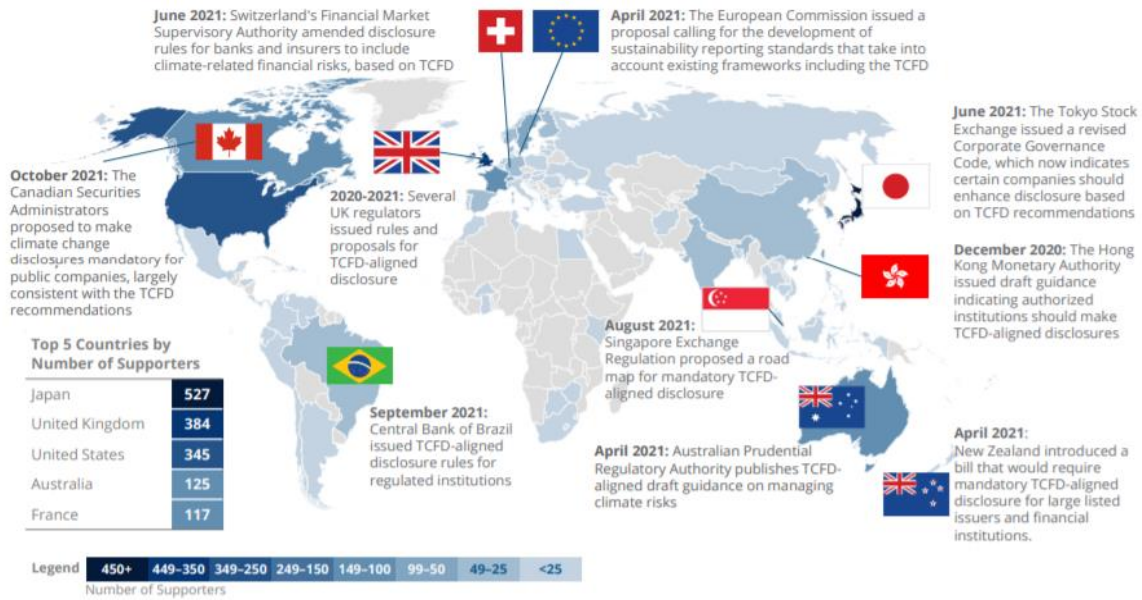 June 2021: Switzerland's Financial Market
Supervisory Authority amended disclosure
rules for banks and insurers to include
climate-related financial risks, based on TCFD
April 2021: The European Commission issued a
proposal calling for the development of
sustainability reporting standards that take into
account existing frameworks including the TCFD
June 2021: The Tokyo Stock
Exchange issued a revised
Corporate Governance
Code, which now indicates
certain companies should
enhance disclosure based
on TCFD recommendations
October 2021: The
Canadian Securities
Administrators
proposed to make
climate change
disclosures mandatory for
public companies, largely
consistent with the TCFD
recommendations
2020-2021: Several
UK regulators
issued rules and
proposals for
TCFD-aligned
disclosure
December 2020: The Hong
Kong Monetary Authority
issued draft guidance
indicating authorized
institutions should make
TCFD-aligned disclosures
August 2021:
Singapore Exchange
Regulation proposed a road
map for mandatory TCFD-
aligned disclosure
Top 5 Countries by
Number of Supporters
Japan 527
United Kingdom 384
United States 345
Australia 125
France 117
September 2021:
Central Bank of Brazil
issued TCFD-aligned
disclosure rules for
regulated institutions
April 2021: Australian Prudential
Regulatory Authority publishes TCFD-
aligned draft guidance on managing
climate risks
April 2021:
New Zealand introduced a
bill that would require
mandatory TCFD-aligned
disclosure for large listed
issuers and financial
institutions.
Legend 450+ 449–350 349–250 249–150 149–100 99–50 49–25 <25
Number of Supporters